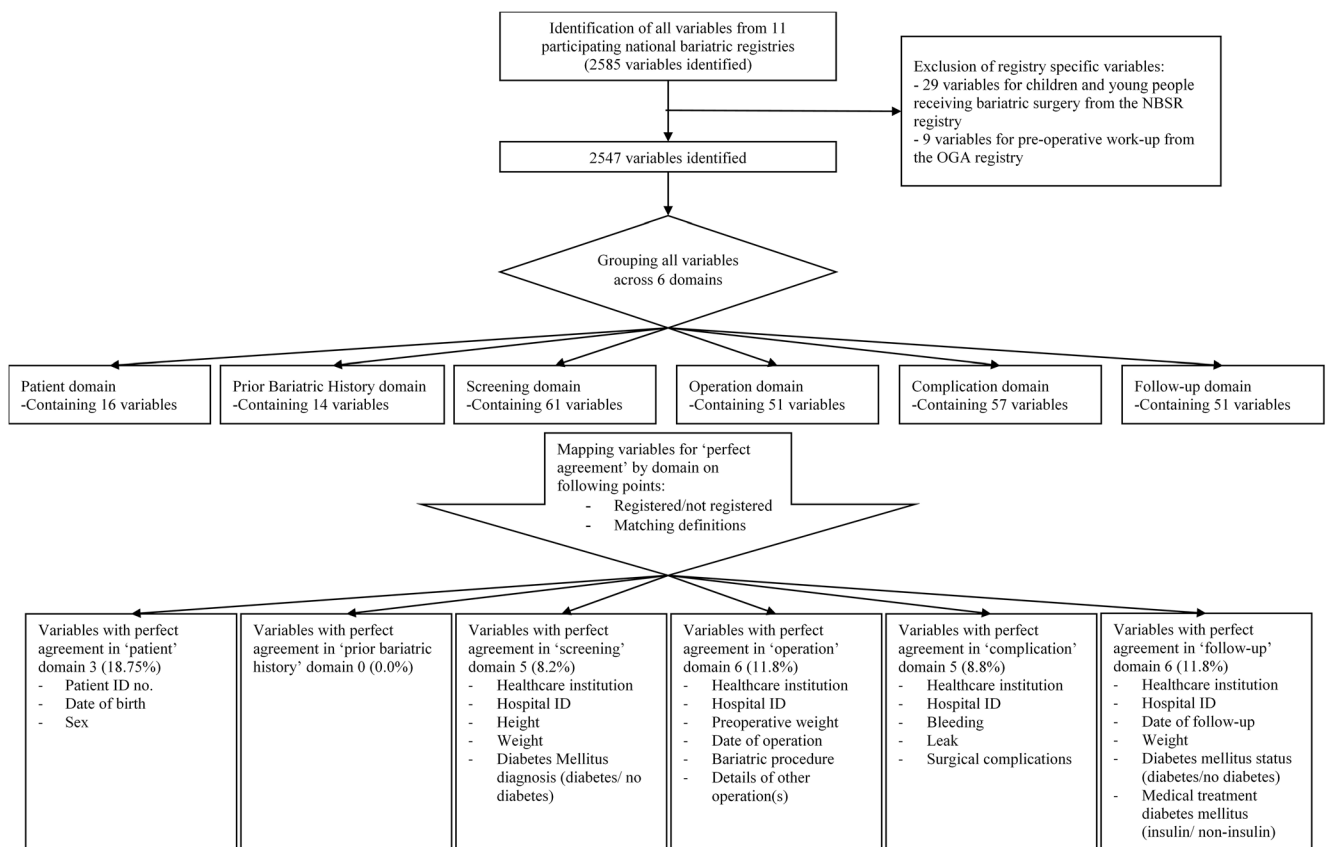 Identification of all variables from 11
participating national bariatric registries
(2585 variables identified)
Exclusion of registry specific variables:
- 29 variables for children and young people
receiving bariatric surgery from the NBSR
registry
- 9 variables for pre-operative work-up from
the OGA registry
2547 variables identified
Grouping all variables
across 6 domains
Patient domain
-Containing 16 variables
Prior Bariatric History domain
-Containing 14 variables
Screening domain
-Containing 61 variables
Operation domain
-Containing 51 variables
Complication domain
-Containing 57 variables
Follow-up domain
-Containing 51 variables
Mapping variables for ‘perfect
agreement’ by domain on
following points:
- Registered/not registered
- Matching definitions
Variables with perfect
agreement in ‘patient’
domain 3 (18.75%)
- Patient ID no.
- Date of birth
- Sex
Variables with perfect
agreement in ‘prior bariatric
history’ domain 0 (0.0%)
Variables with perfect
agreement in ‘screening’
domain 5 (8.2%)
- Healthcare institution
- Hospital ID
- Height
- Weight
- Diabetes Mellitus
diagnosis (diabetes/ no
diabetes)
Variables with perfect
agreement in ‘operation’
domain 6 (11.8%)
- Healthcare institution
- Hospital ID
- Preoperative weight
- Date of operation
- Bariatric procedure
- Details of other
operation(s)
Variables with perfect
agreement in ‘complication’
domain 5 (8.8%)
- Healthcare institution
- Hospital ID
- Bleeding
- Leak
- Surgical complications
Variables with perfect
agreement in ‘follow-up’
domain 6 (11.8%)
- Healthcare institution
- Hospital ID
- Date of follow-up
- Weight
- Diabetes mellitus status
(diabetes/no diabetes)
- Medical treatment
diabetes mellitus
(insulin/ non-insulin)